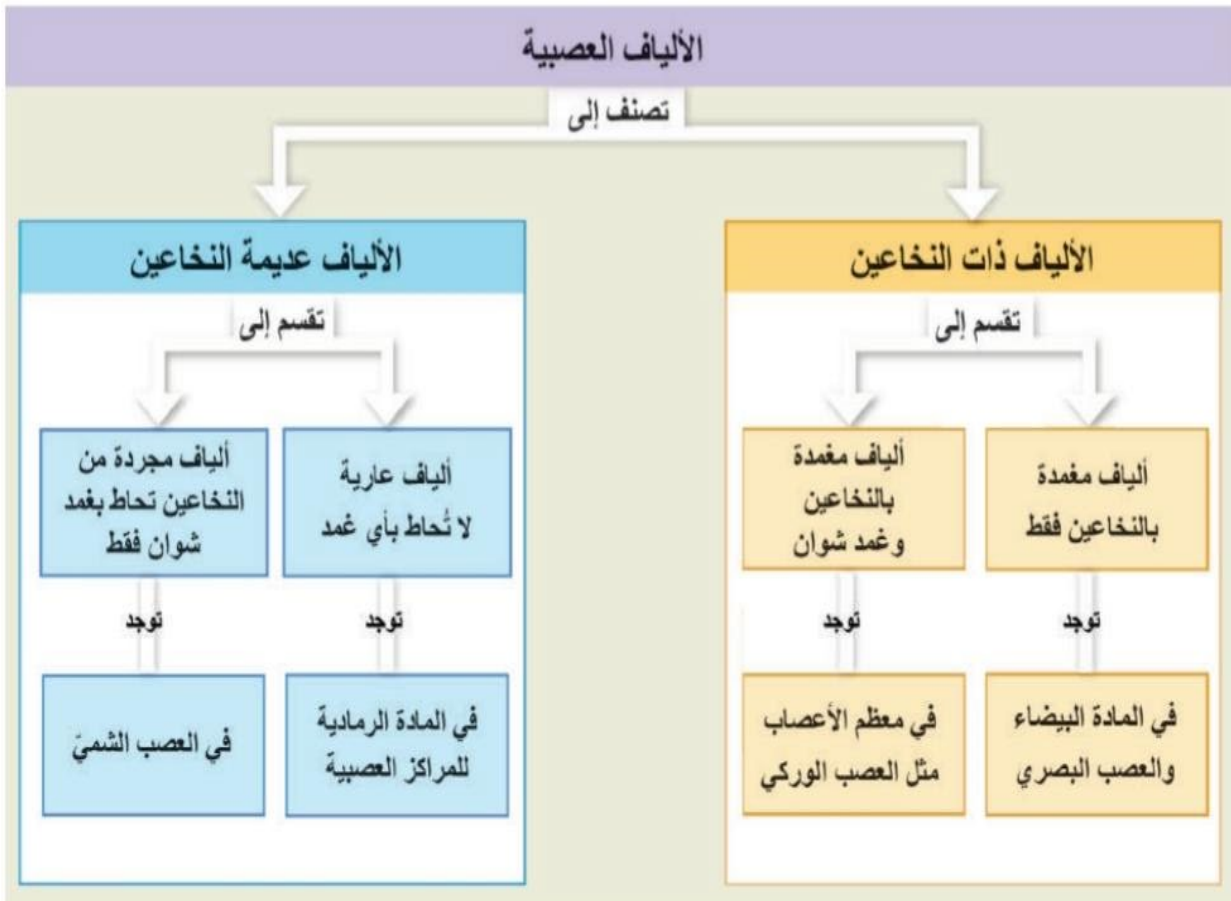 الألياف العصبية
تصنف إلى
الألياف ذات النخاعين
تقسم إلى
ألياف مغمدة
بالنخاعين فقط
توجد
في المادة البيضاء
والعصب البصري
ألياف مغمدة
بالنخاعين
وغمد شوان
توجد
في معظم الأعصاب
مثل العصب الوركي
الألياف عديمة النخاعين
تقسم إلى
ألياف عارية
لا تُحاط بأي غمد
توجد
في المادة الرمادية
للمراكز العصبية
ألياف مجردة من
النخاعين تحاط بغمد
شوان فقط
توجد
في العصب الشميّ